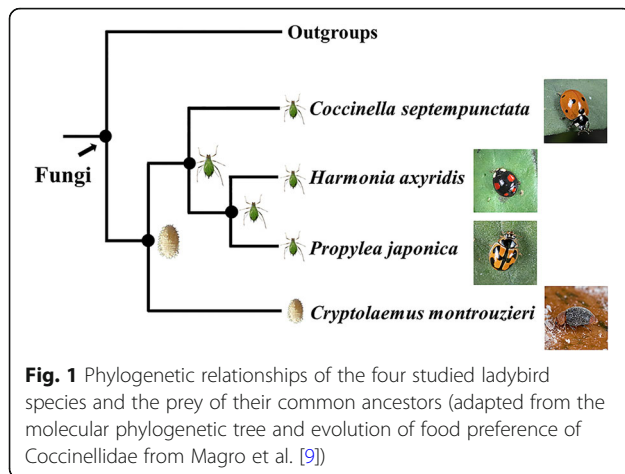 Outgroups
Coccinella septempunctata
Fungi
Harmonia axyridis
Propylea japonica
Cryptolaemus montrouzieri
Fig. 1 Phylogenetic relationships of the four studied ladybird
species and the prey of their common ancestors (adapted from the
molecular phylogenetic tree and evolution of food preference of
Coccinellidae from Magro et al. [9])